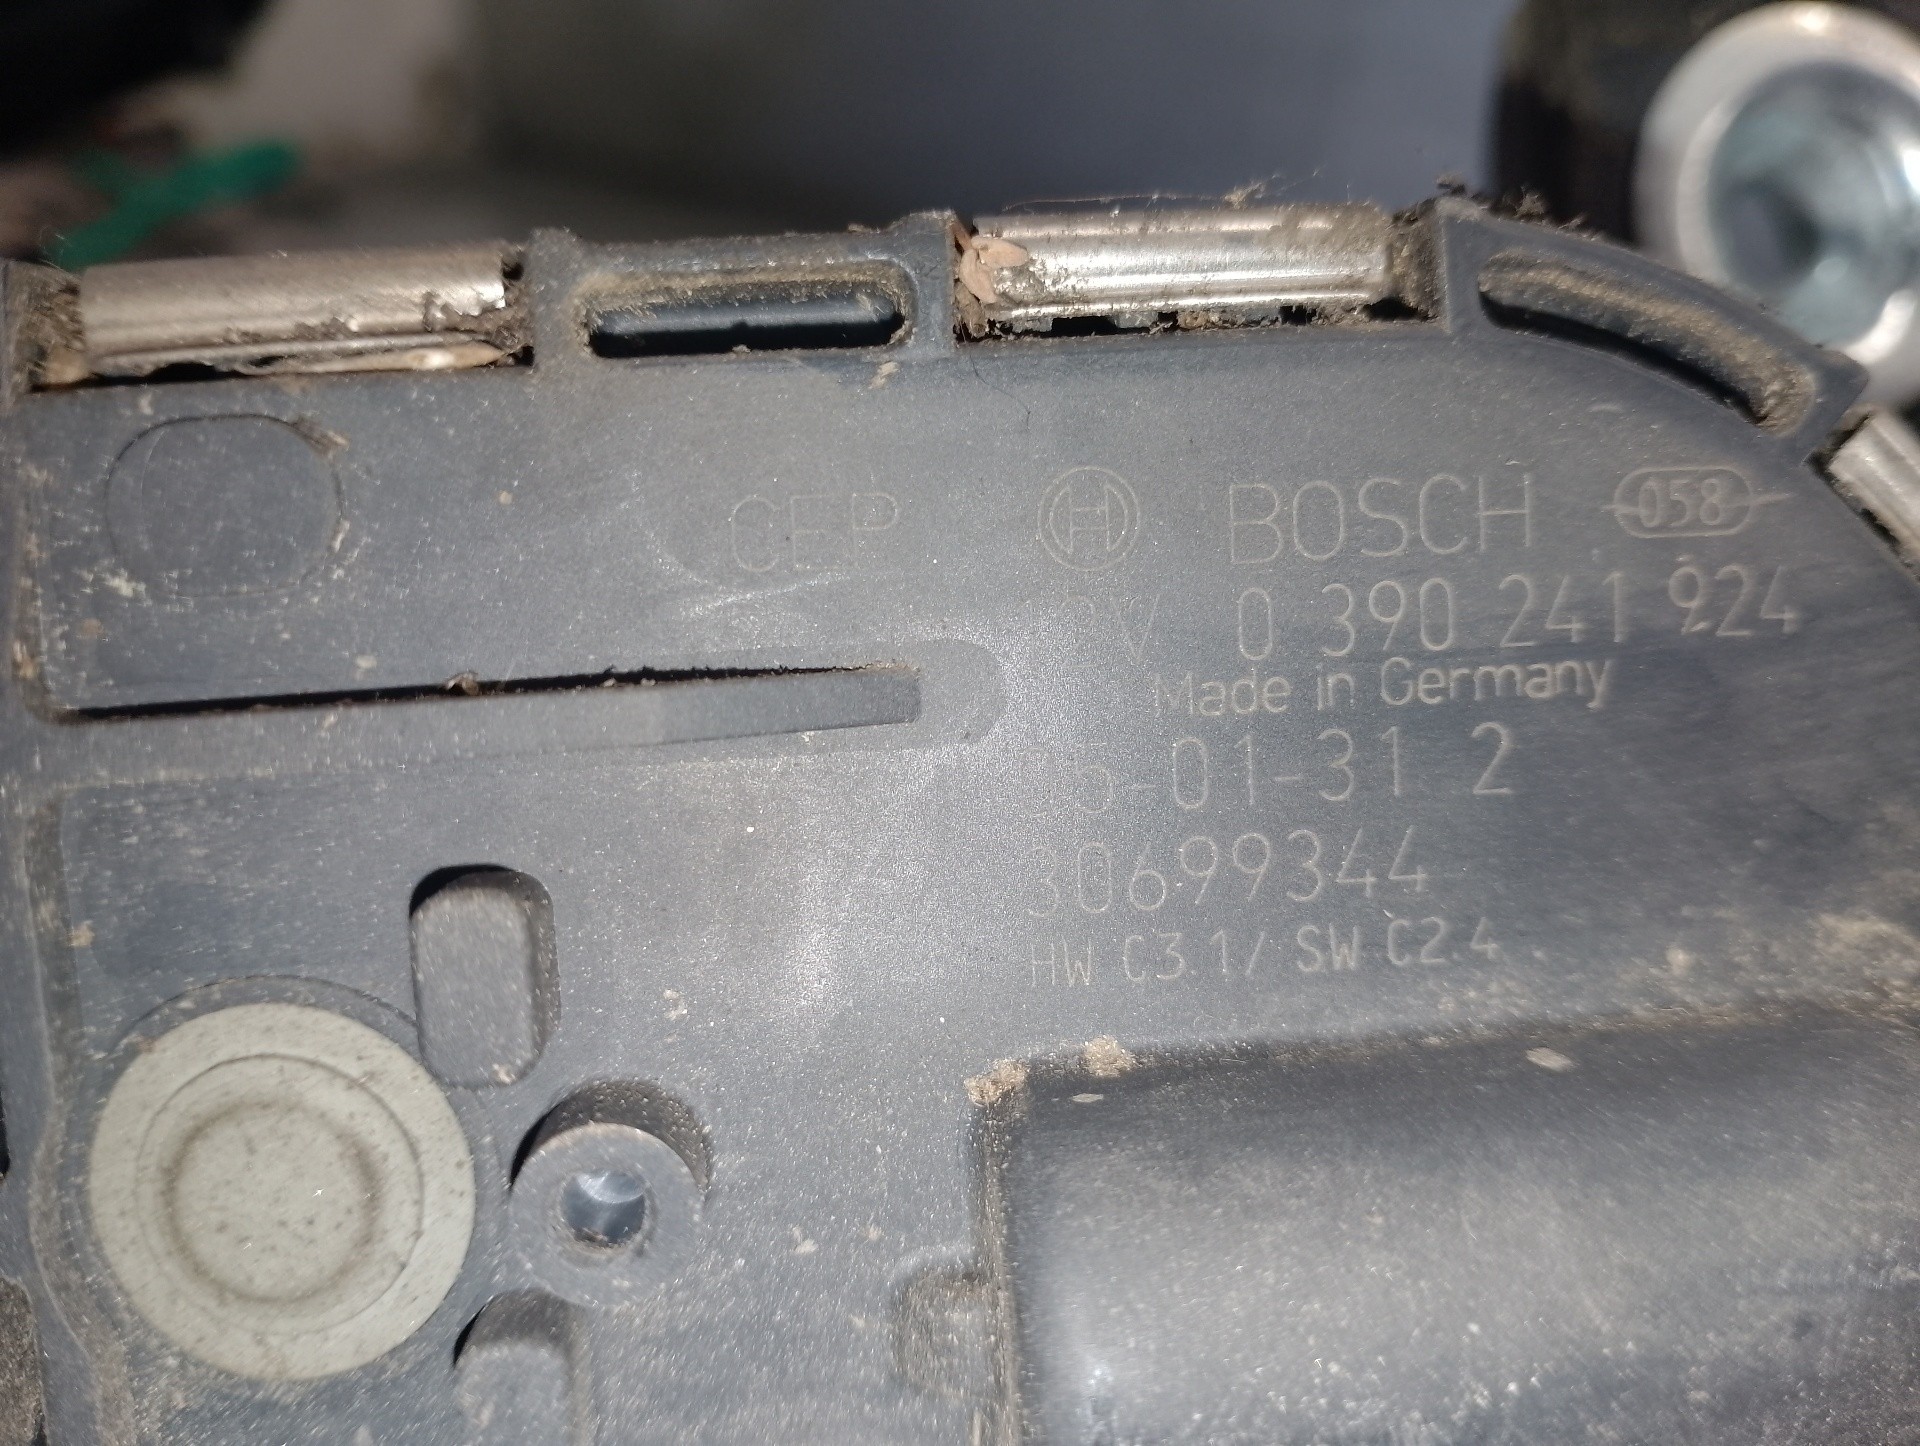 CEP BOSCH 058
12V 0 390 241 924
Made in Germany
05-01-31 2
30699344
HW C3.1/ SW C2.4